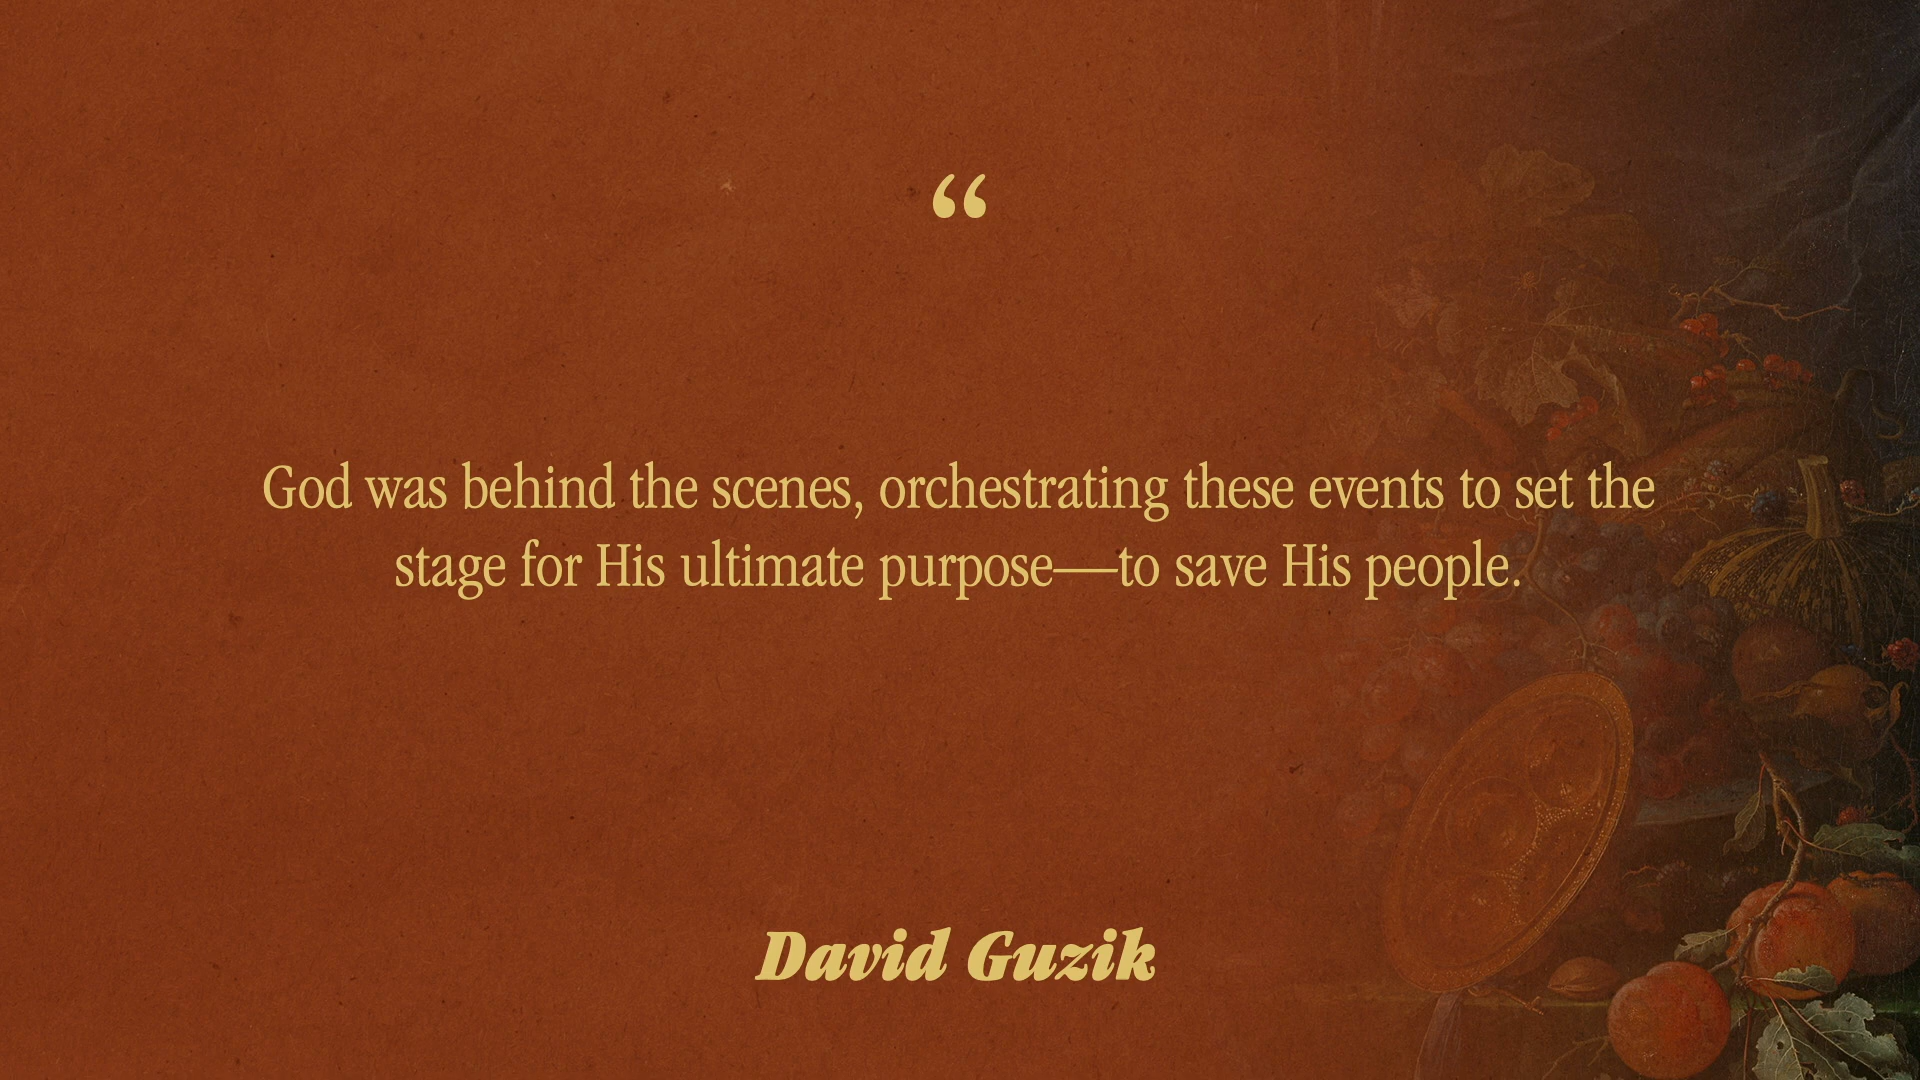 “
God was behind the scenes, orchestrating these events to set the
stage for His ultimate purpose—to save His people.
David Guzik